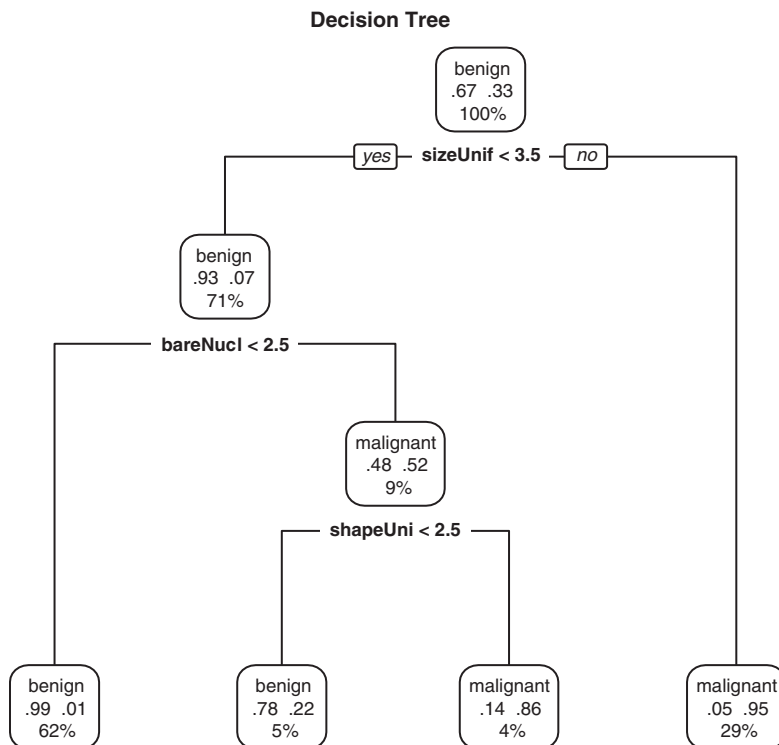 Decision Tree
benign
.67 .33
100%
yes sizeUnif < 3.5 no
benign
.93 .07
71%
bareNucl < 2.5
malignant
.48 .52
9%
shapeUni < 2.5
benign
.99 .01
62%
benign
.78 .22
5%
malignant
.14 .86
4%
malignant
.05 .95
29%